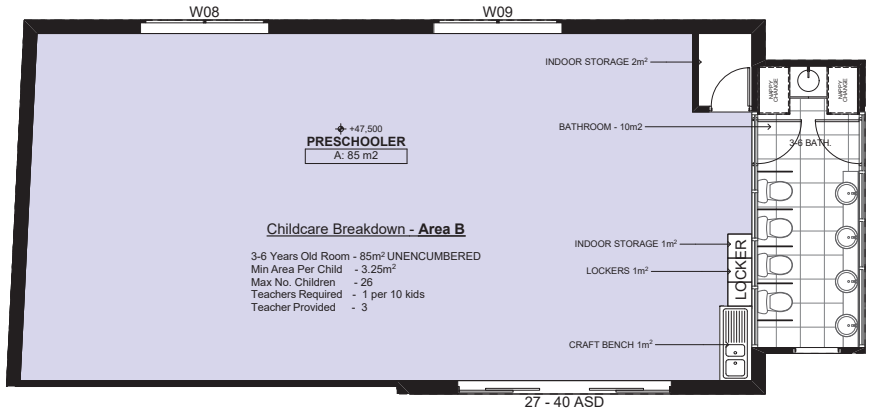 W08
W09
INDOOR STORAGE 2m²
NAPPY
CHANGE
NAPPY
CHANGE
+47,500
PRESCHOOLER
A: 85 m2
BATHROOM - 10m2
3-6 BATH.
Childcare Breakdown - Area B
3-6 Years Old Room - 85m² UNENCUMBERED
Min Area Per Child - 3.25m²
Max No. Children - 26
Teachers Required - 1 per 10 kids
Teacher Provided - 3
INDOOR STORAGE 1m²
LOCKERS 1m²
LOCKER
CRAFT BENCH 1m²
27 - 40 ASD